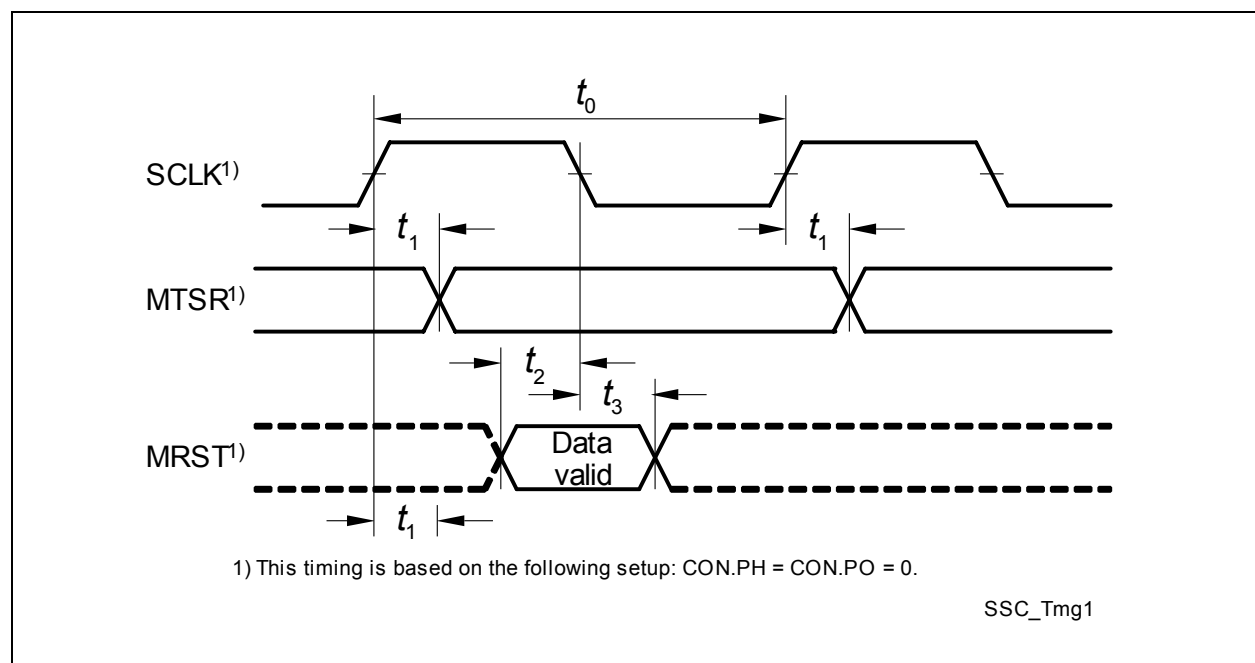 t0
SCLK1)
t1
t1
MTSR1)
t2
t3
MRST1)
Data
valid
t1
1) This timing is based on the following setup: CON.PH = CON.PO = 0.
SSC_Tmg1